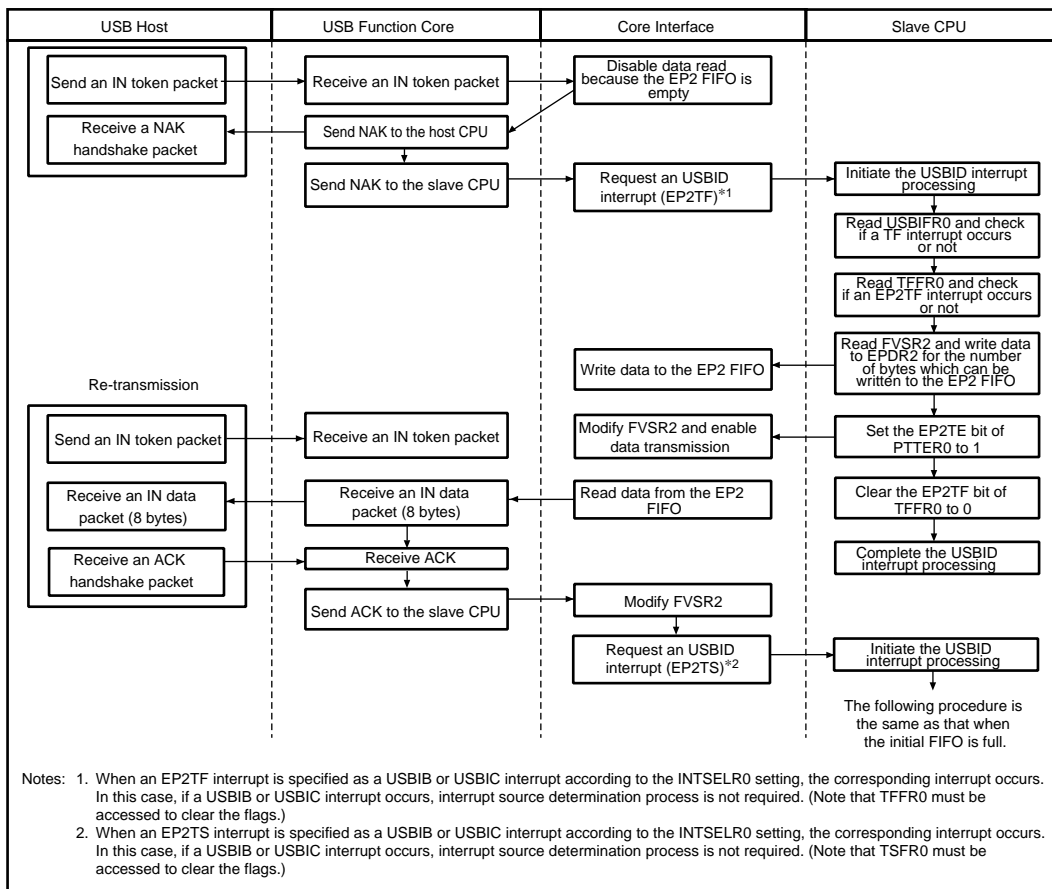 USB Host
USB Function Core
Core Interface
Slave CPU
Send an IN token packet
Receive an IN token packet
Disable data read
because the EP2 FIFO is
empty
Receive a NAK
handshake packet
Send NAK to the host CPU
Send NAK to the slave CPU
Request an USBID
interrupt (EP2TF)*1
Initiate the USBID interrupt
processing
Read USBIFR0 and check
if a TF interrupt occurs
or not
Read TFFR0 and check
if an EP2TF interrupt occurs
or not
Read FVSR2 and write data
to EPDR2 for the number
of bytes which can be
written to the EP2 FIFO
Write data to the EP2 FIFO
Re-transmission
Send an IN token packet
Receive an IN token packet
Modify FVSR2 and enable
data transmission
Set the EP2TE bit of
PTTER0 to 1
Receive an IN data
packet (8 bytes)
Receive an IN data
packet (8 bytes)
Read data from the EP2
FIFO
Clear the EP2TF bit of
TFFR0 to 0
Receive an ACK
handshake packet
Receive ACK
Complete the USBID
interrupt processing
Send ACK to the slave CPU
Modify FVSR2
Request an USBID
interrupt (EP2TS)*2
Initiate the USBID
interrupt processing
The following procedure is
the same as that when
the initial FIFO is full.
Notes: 1. When an EP2TF interrupt is specified as a USBIB or USBIC interrupt according to the INTSELR0 setting, the corresponding interrupt occurs.
In this case, if a USBIB or USBIC interrupt occurs, interrupt source determination process is not required. (Note that TFFR0 must be
accessed to clear the flags.)
2. When an EP2TS interrupt is specified as a USBIB or USBIC interrupt according to the INTSELR0 setting, the corresponding interrupt occurs.
In this case, if a USBIB or USBIC interrupt occurs, interrupt source determination process is not required. (Note that TSFR0 must be
accessed to clear the flags.)